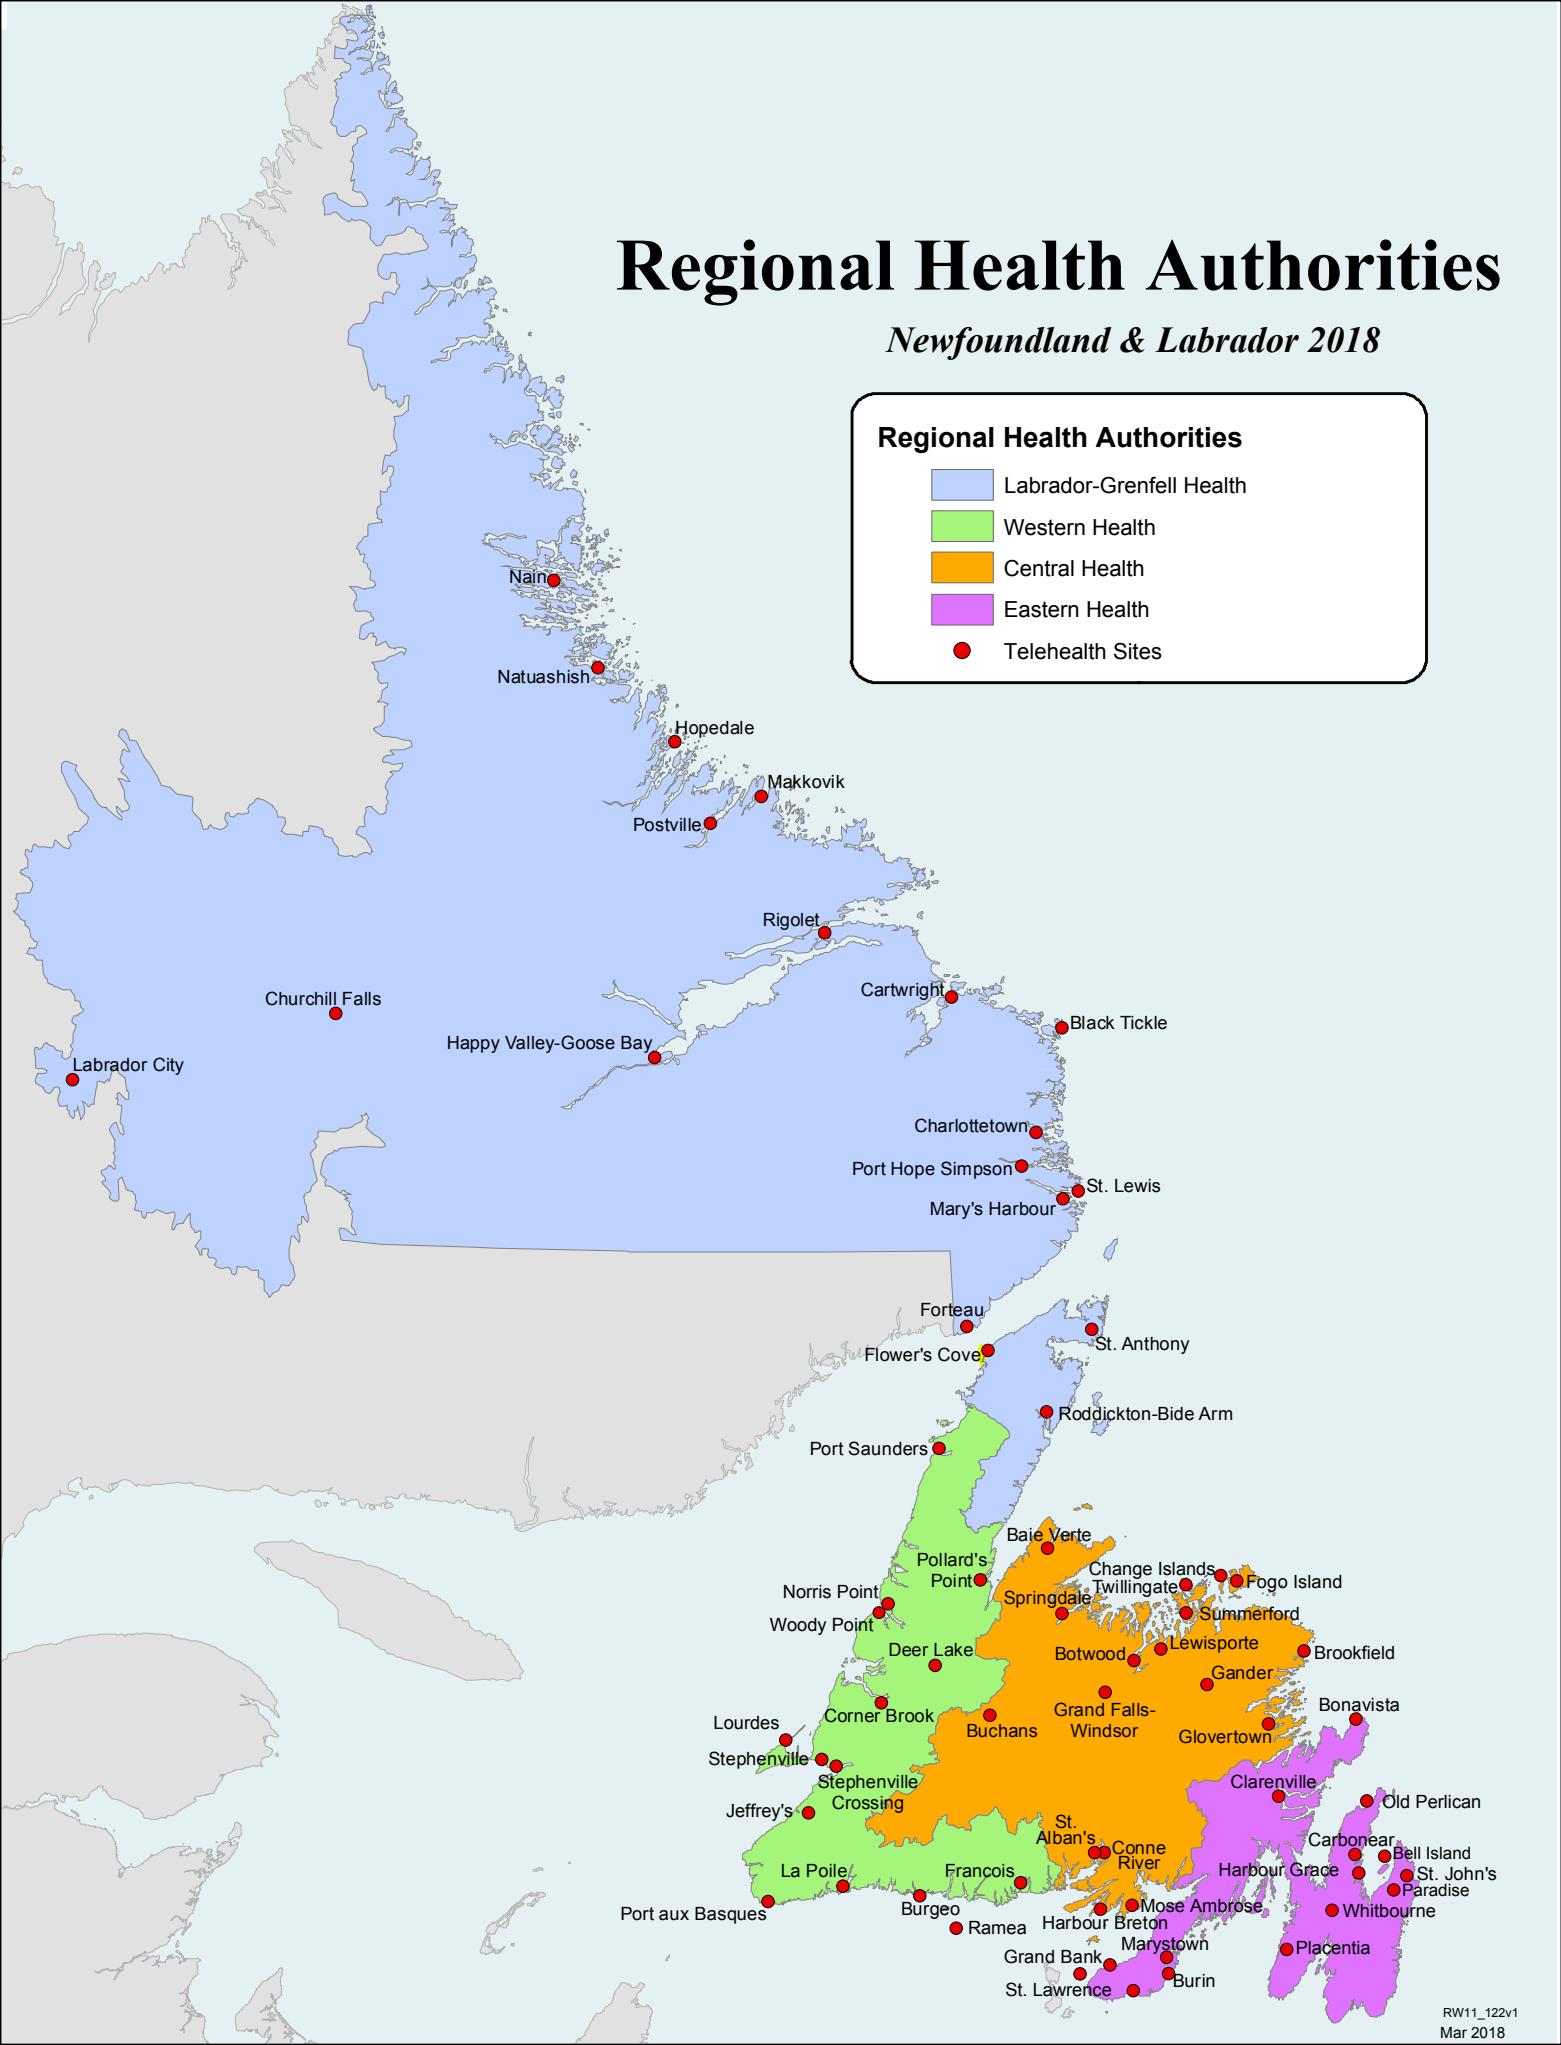 Regional Health Authorities
Newfoundland & Labrador 2018
Regional Health Authorities
Labrador-Grenfell Health
Western Health
Central Health
Eastern Health
Telehealth Sites
Nain
Natuashish
Hopedale
Makkovik
Postville
Rigolet
Cartwright
Churchill Falls
Black Tickle
Happy Valley-Goose Bay
Labrador City
Charlottetown
Port Hope Simpson
St. Lewis
Mary's Harbour
Forteau
St. Anthony
Flower's Cove
Roddickton-Bide Arm
Port Saunders
Baie Verte
Pollard's
Point
Change Islands
Twillingate
Fogo Island
Norris Point
Springdale
Summerford
Woody Point
Deer Lake
Botwood
Lewisporte
Brookfield
Gander
Corner Brook
Grand Falls-
Windsor
Bonavista
Lourdes
Buchans
Glovertown
Stephenville
Stephenville
Crossing
Clarenville
Jeffrey's
Old Perlican
St.
Alban's
Conne
River
Carbonear
Bell Island
La Poile
Francois
Harbour Grace
St. John's
Paradise
Port aux Basques
Burgeo
Mose Ambrose
Whitbourne
Ramea
Harbour Breton
Marystown
Placentia
Grand Bank
Burin
St. Lawrence
RW11_122v1
Mar 2018